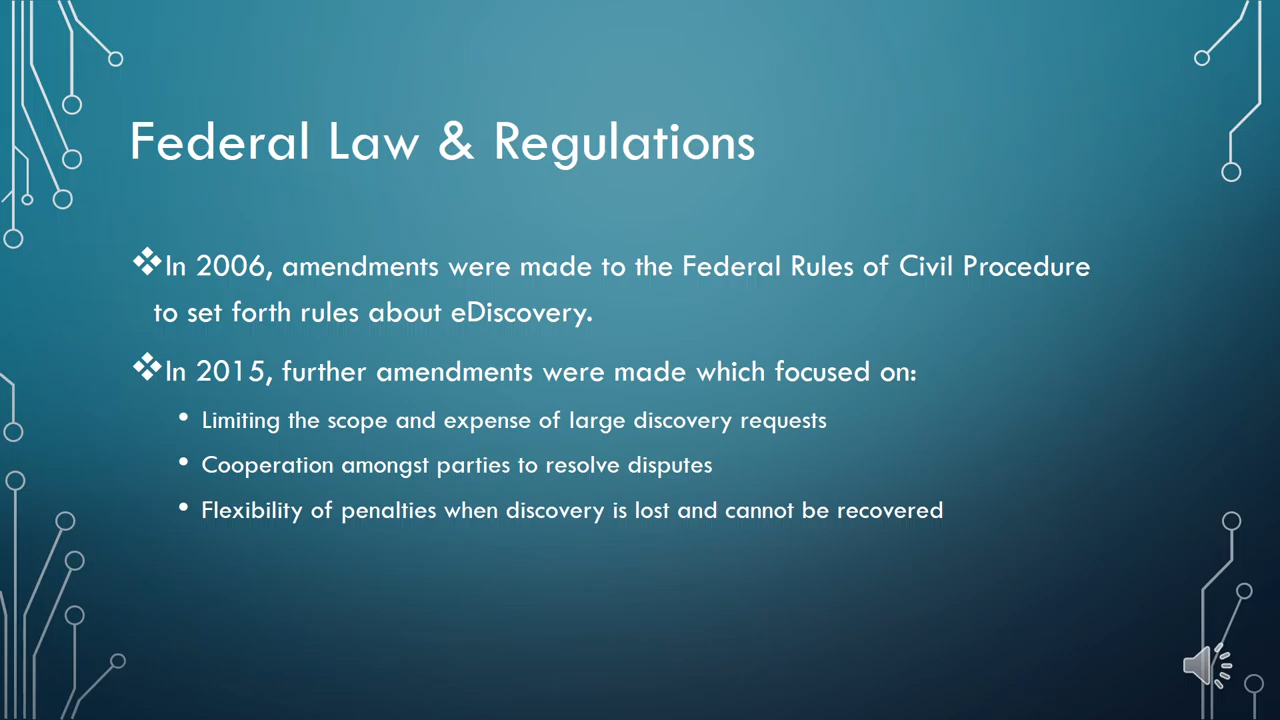 Federal Law & Regulations
❖In 2006, amendments were made to the Federal Rules of Civil Procedure
to set forth rules about eDiscovery.
❖In 2015, further amendments were made which focused on:
• Limiting the scope and expense of large discovery requests
• Cooperation amongst parties to resolve disputes
• Flexibility of penalties when discovery is lost and cannot be recovered